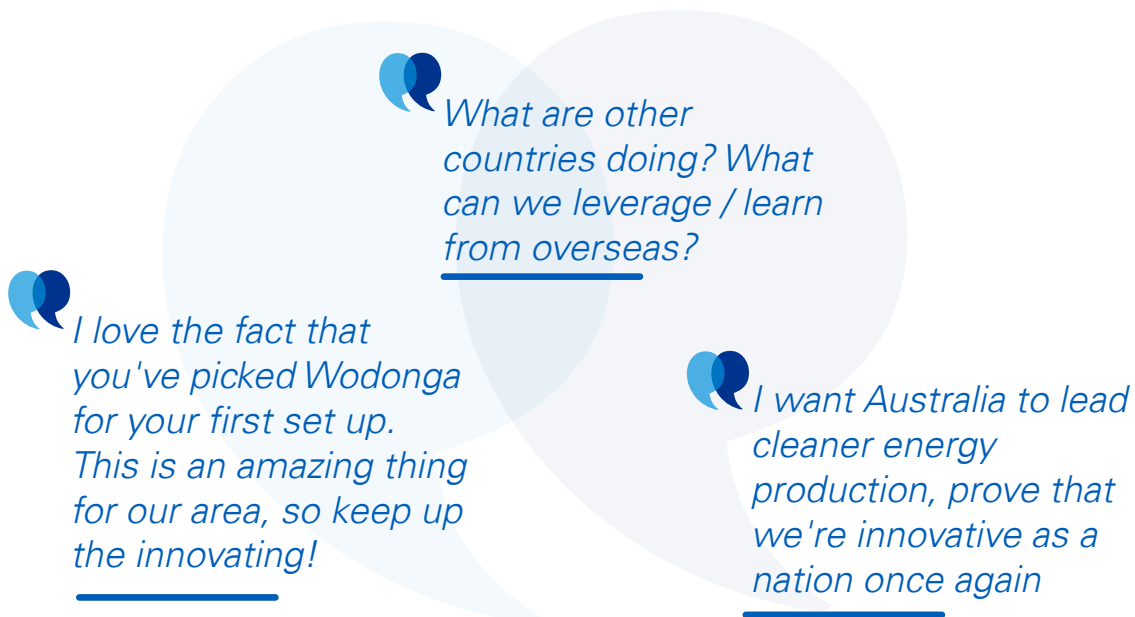 What are other
countries doing? What
can we leverage / learn
from overseas?
I love the fact that
you've picked Wodonga
for your first set up.
This is an amazing thing
for our area, so keep up
the innovating!
I want Australia to lead
cleaner energy
production, prove that
we're innovative as a
nation once again